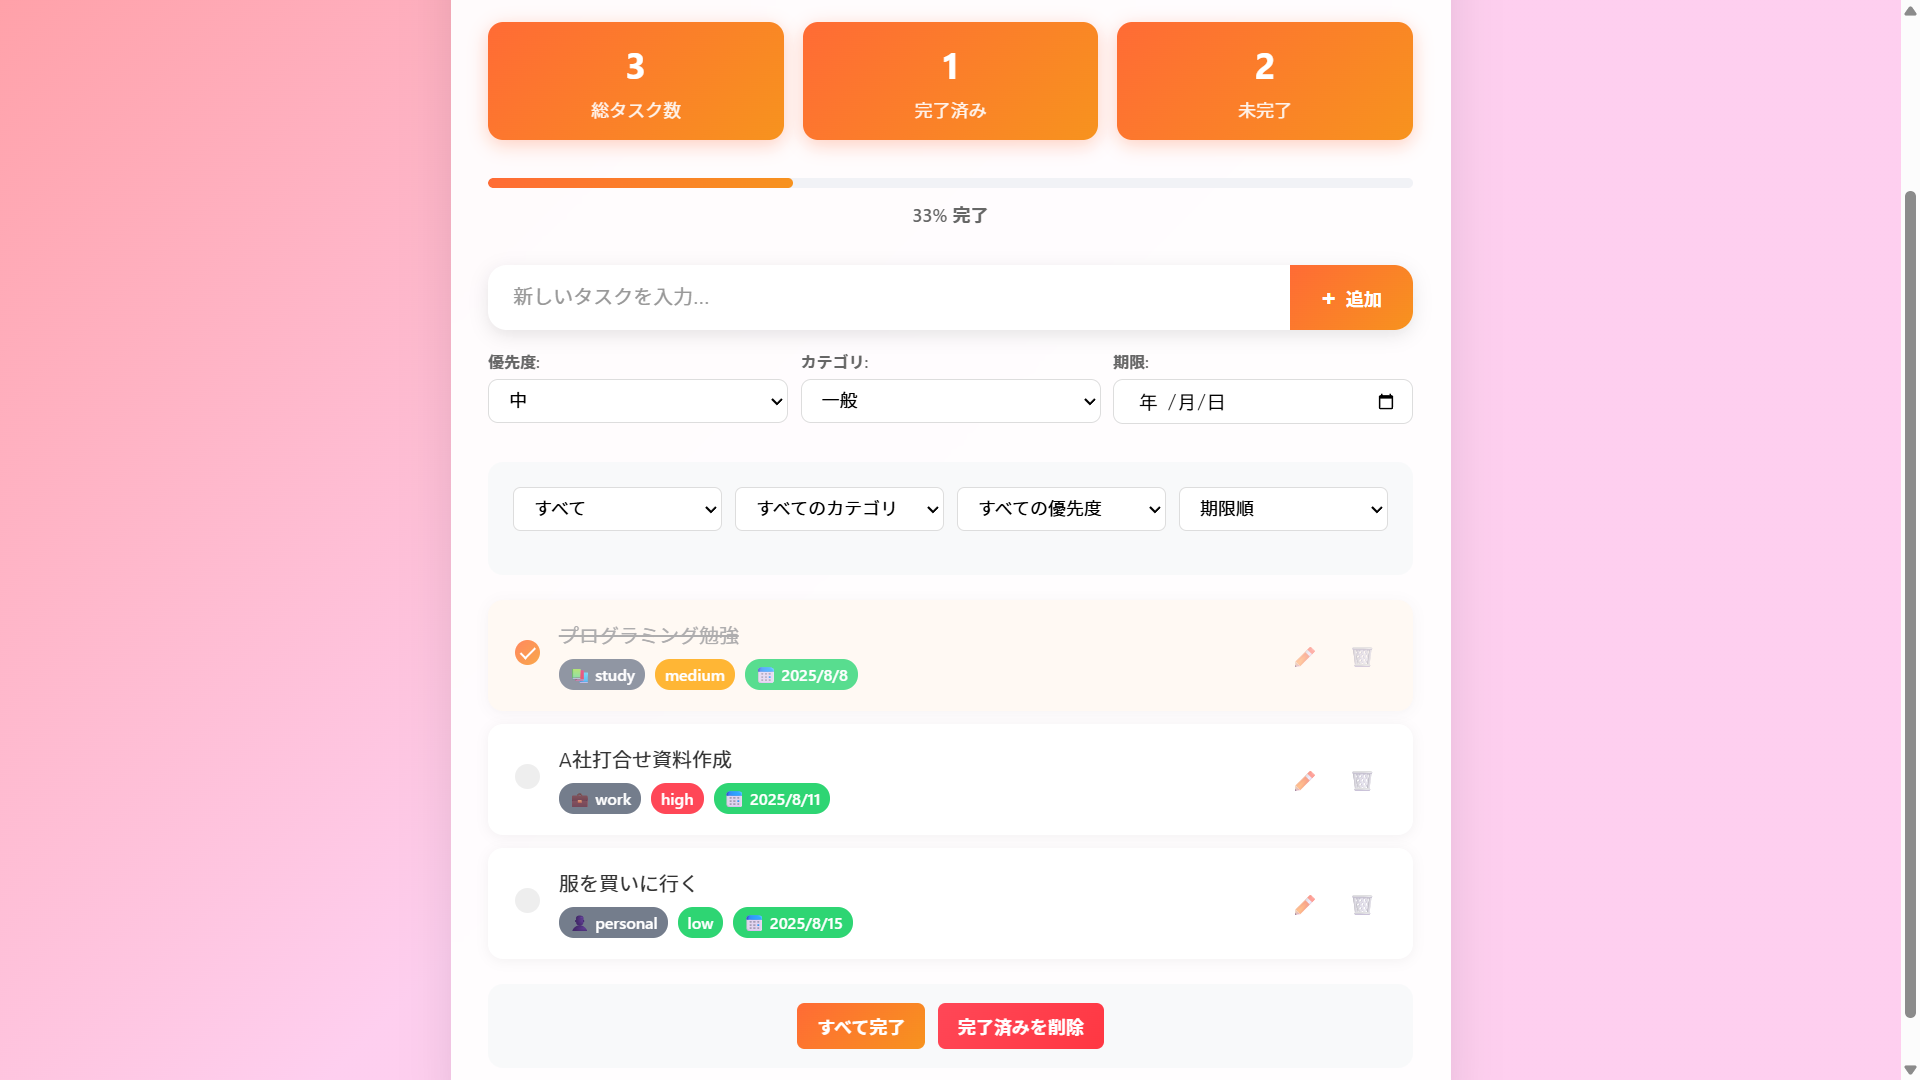 3
総タスク数
1
完了済み
2
未完了
33% 完了
新しいタスクを入力...
+ 追加
優先度:
カテゴリ:
期限:
中
一般
年 /月/日
すべて
すべてのカテゴリ
すべての優先度
期限順
プログラミング勉強
study
medium
2025/8/8
A社打合せ資料作成
work
high
2025/8/11
服を買いに行く
personal
low
2025/8/15
すべて完了
完了済みを削除